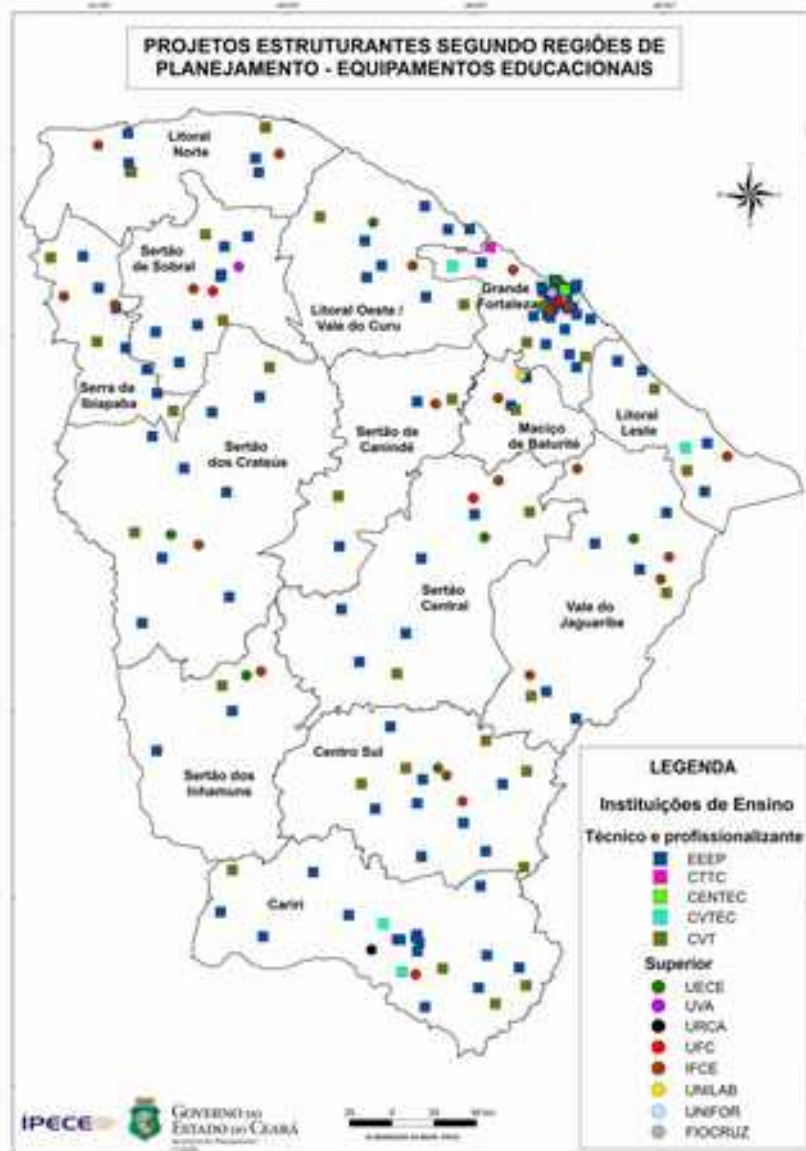 PROJETOS ESTRUTURANTES SEGUNDO REGIÕES DE
PLANEJAMENTO - EQUIPAMENTOS EDUCACIONAIS
Litoral
Norte
Sertão
de Sobral
Litoral Oeste /
Vale do Curu
Grande
Fortaleza
Serra da
Ibiapaba
Sertão
dos Crateús
Sertão de
Canindé
Maciço
de Baturité
Litoral
Leste
Sertão
Central
Vale do
Jaguaribe
Sertão dos
Inhamuns
Centro Sul
Cariri
LEGENDA
Instituições de Ensino
Técnico e profissionalizante
EEEP
CTTC
CENTEC
CVTEC
CVT
Superior
UECE
UVA
URCA
UFC
IFCE
UNILAB
UNIFOR
FIOCRUZ
IPECE
GOVERNO DO
ESTADO DO CEARÁ